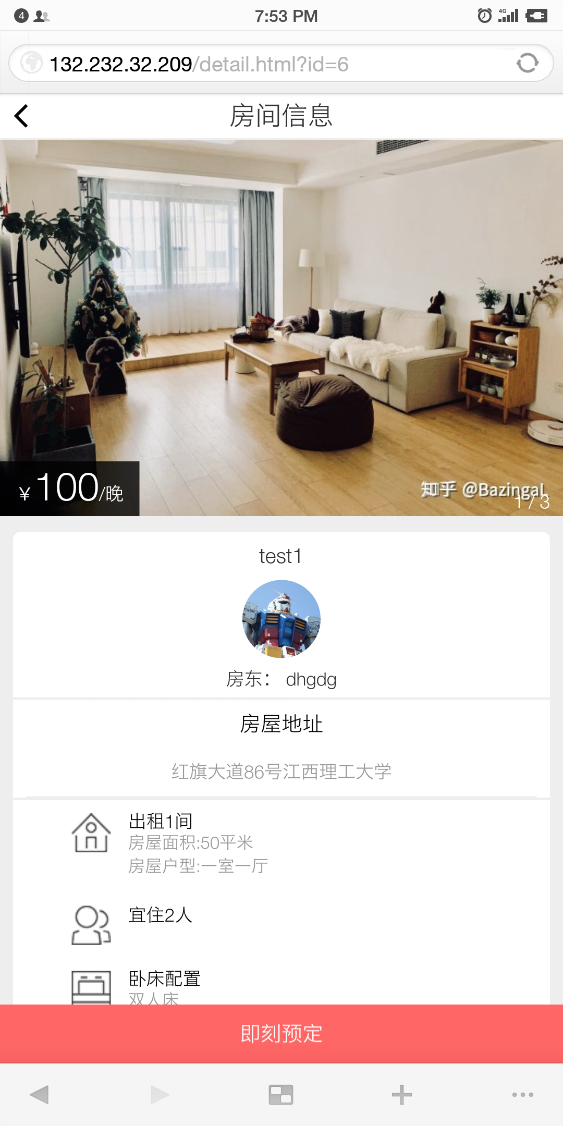 4
7:53 PM
4G
132.232.32.209/detail.html?id=6
房间信息
¥100/晚
知乎 @Bazinga!
1 / 3
test1
房东： dhgdg
房屋地址
红旗大道86号江西理工大学
出租1间
房屋面积:50平米
房屋户型:一室一厅
宜住2人
卧床配置
双人床
即刻预定